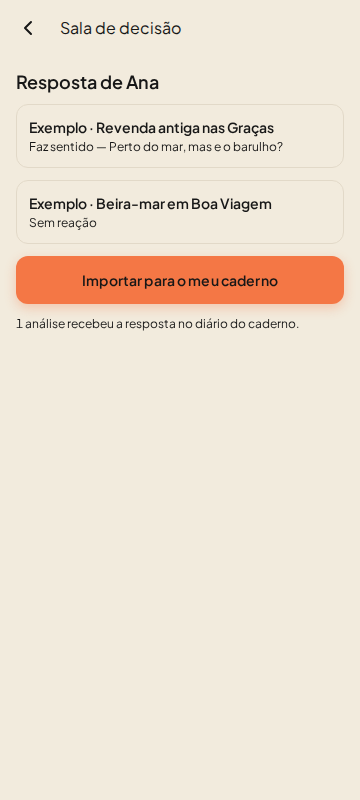 Sala de decisão
Resposta de Ana
Exemplo · Revenda antiga nas Graças
Faz sentido — Perto do mar, mas e o barulho?
Exemplo · Beira-mar em Boa Viagem
Sem reação
Importar para o meu caderno
1 análise recebeu a resposta no diário do caderno.